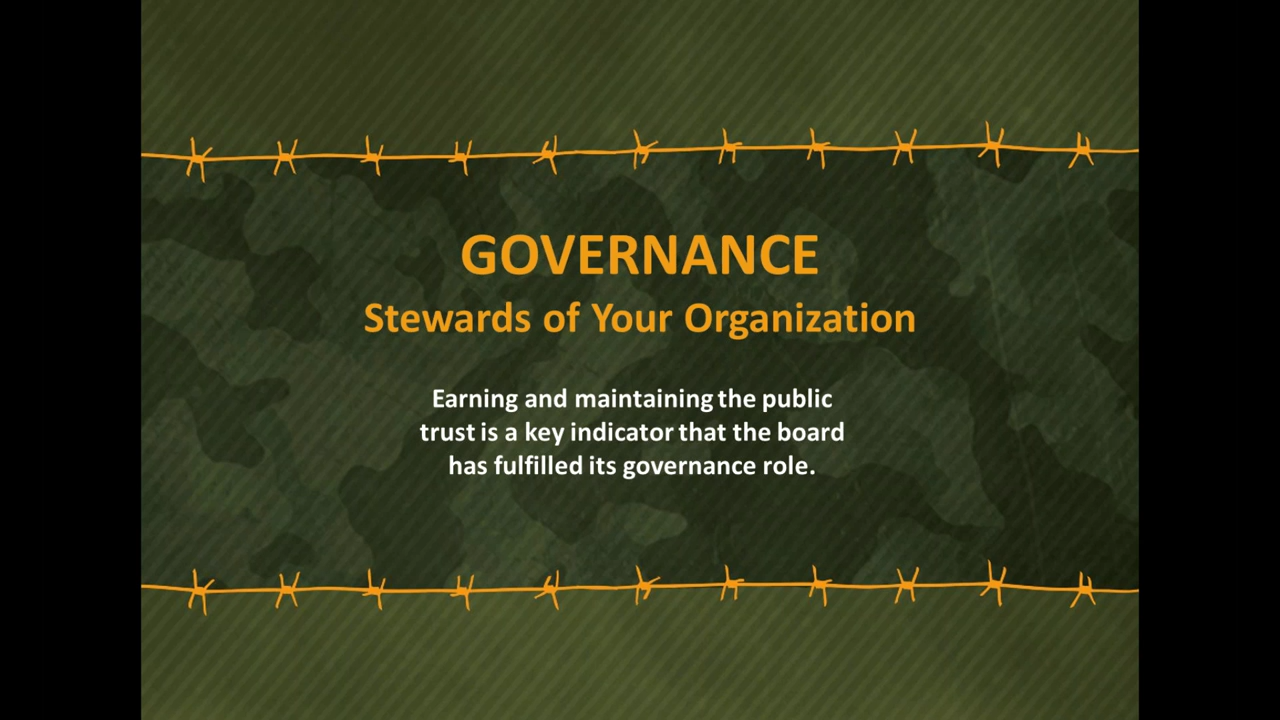 GOVERNANCE
Stewards of Your Organization
Earning and maintaining the public
trust is a key indicator that the board
has fulfilled its governance role.